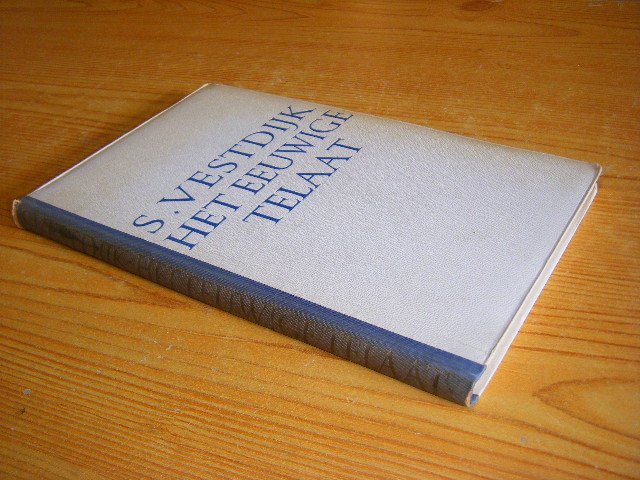 S. VESTDIJK
HET EEUWIGE
TELAAT